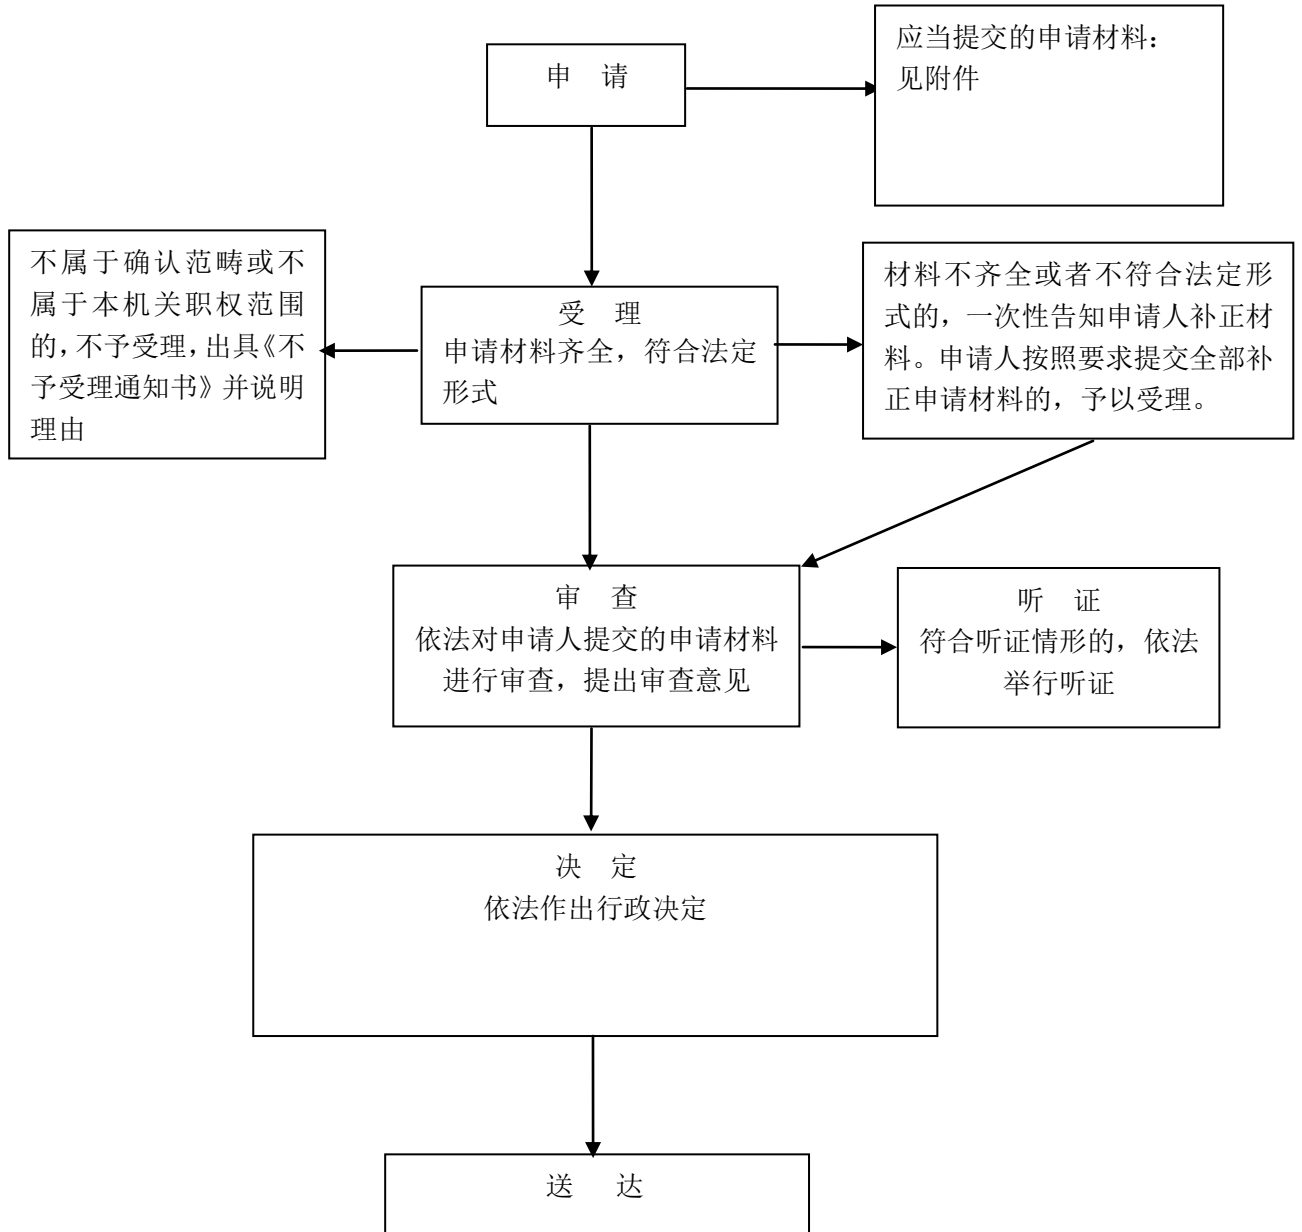 申 请
应当提交的申请材料：
见附件
不属于确认范畴或不
属于本机关职权范围
的，不予受理，出具《不
予受理通知书》并说明
理由
受 理
申请材料齐全，符合法定
形式
材料不齐全或者不符合法定形
式的，一次性告知申请人补正材
料。申请人按照要求提交全部补
正申请材料的，予以受理。
审 查
依法对申请人提交的申请材料
进行审查，提出审查意见
听 证
符合听证情形的，依法
举行听证
决 定
依法作出行政决定
送 达